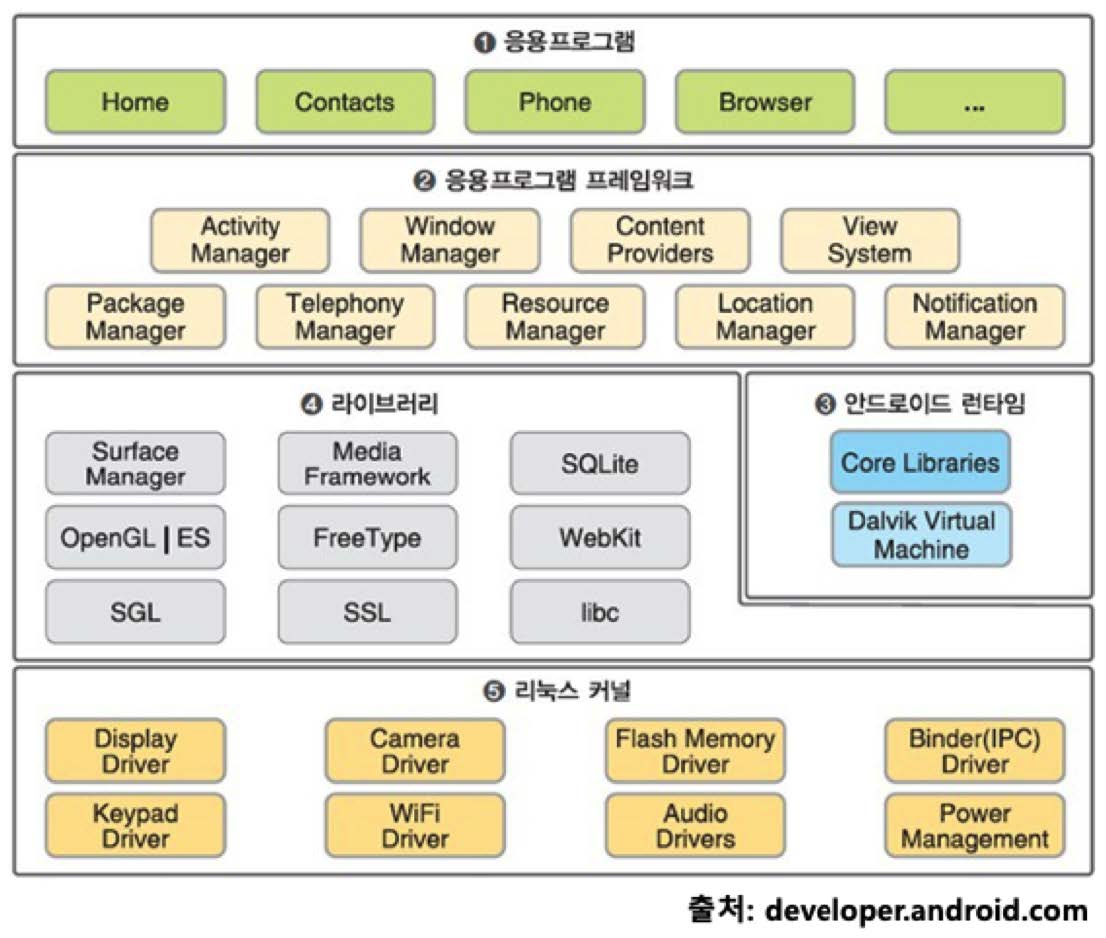 ❶ 응용프로그램
Home
Contacts
Phone
Browser
...
❷ 응용프로그램 프레임워크
Activity
Manager
Window
Manager
Content
Providers
View
System
Package
Manager
Telephony
Manager
Resource
Manager
Location
Manager
Notification
Manager
❹ 라이브러리
Surface
Manager
Media
Framework
SQLite
OpenGL | ES
FreeType
WebKit
SGL
SSL
libc
❸ 안드로이드 런타임
Core Libraries
Dalvik Virtual
Machine
❺ 리눅스 커널
Display
Driver
Camera
Driver
Flash Memory
Driver
Binder(IPC)
Driver
Keypad
Driver
WiFi
Driver
Audio
Drivers
Power
Management
출처: developer.android.com